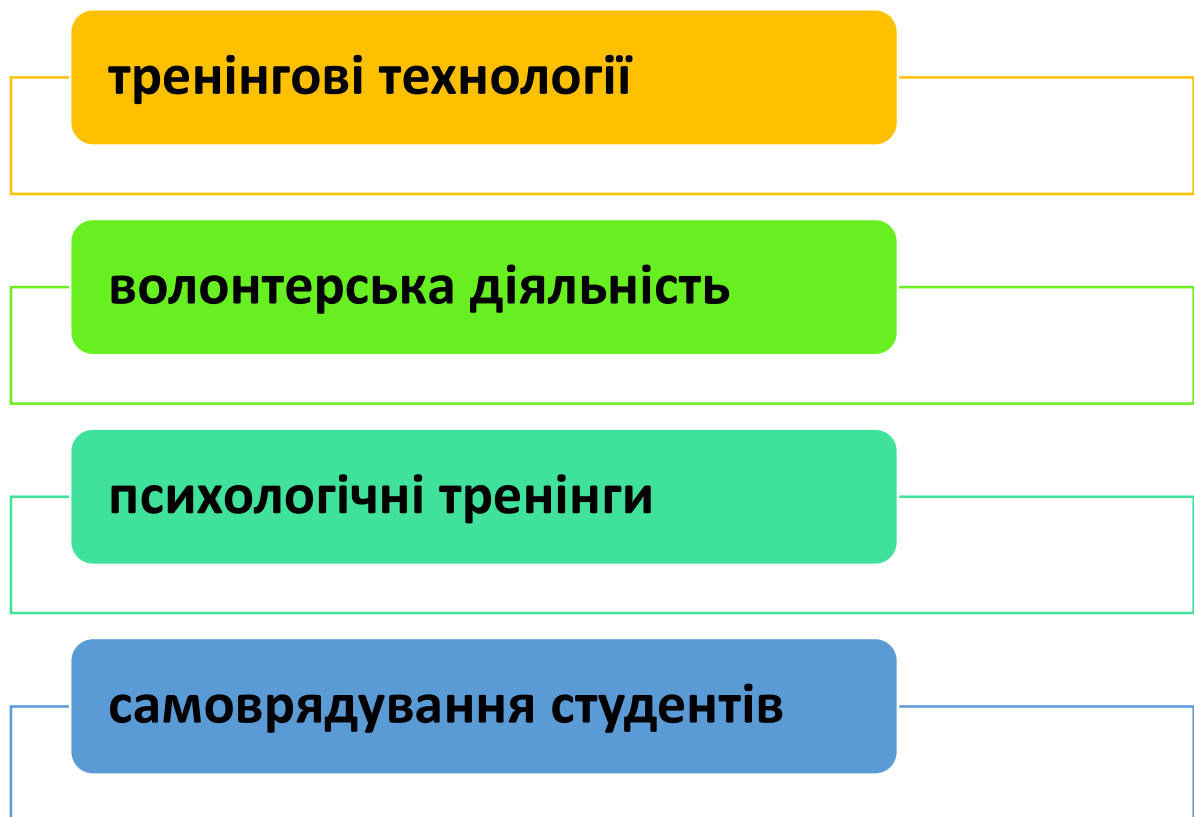 тренінгові технології
волонтерська діяльність
психологічні тренінги
самоврядування студентів